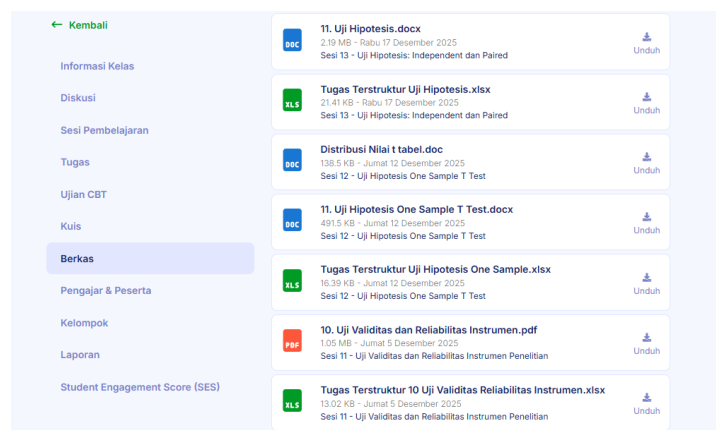 ← Kembali
Informasi Kelas
Diskusi
Sesi Pembelajaran
Tugas
Ujian CBT
Kuis
Berkas
Pengajar & Peserta
Kelompok
Laporan
Student Engagement Score (SES)
DOC
11. Uji Hipotesis.docx
2.19 MB - Rabu 17 Desember 2025
Sesi 13 - Uji Hipotesis: Independent dan Paired
Unduh
XLS
Tugas Terstruktur Uji Hipotesis.xlsx
21.41 KB - Rabu 17 Desember 2025
Sesi 13 - Uji Hipotesis: Independent dan Paired
Unduh
DOC
Distribusi Nilai t tabel.doc
138.5 KB - Jumat 12 Desember 2025
Sesi 12 - Uji Hipotesis One Sample T Test
Unduh
DOC
11. Uji Hipotesis One Sample T Test.docx
491.5 KB - Jumat 12 Desember 2025
Sesi 12 - Uji Hipotesis One Sample T Test
Unduh
XLS
Tugas Terstruktur Uji Hipotesis One Sample.xlsx
16.39 KB - Jumat 12 Desember 2025
Sesi 12 - Uji Hipotesis One Sample T Test
Unduh
PDF
10. Uji Validitas dan Reliabilitas Instrumen.pdf
1.05 MB - Jumat 5 Desember 2025
Sesi 11 - Uji Validitas dan Reliabilitas Instrumen Penelitian
Unduh
XLS
Tugas Terstruktur 10 Uji Validitas Reliabilitas Instrumen.xlsx
13.02 KB - Jumat 5 Desember 2025
Sesi 11 - Uji Validitas dan Reliabilitas Instrumen Penelitian
Unduh